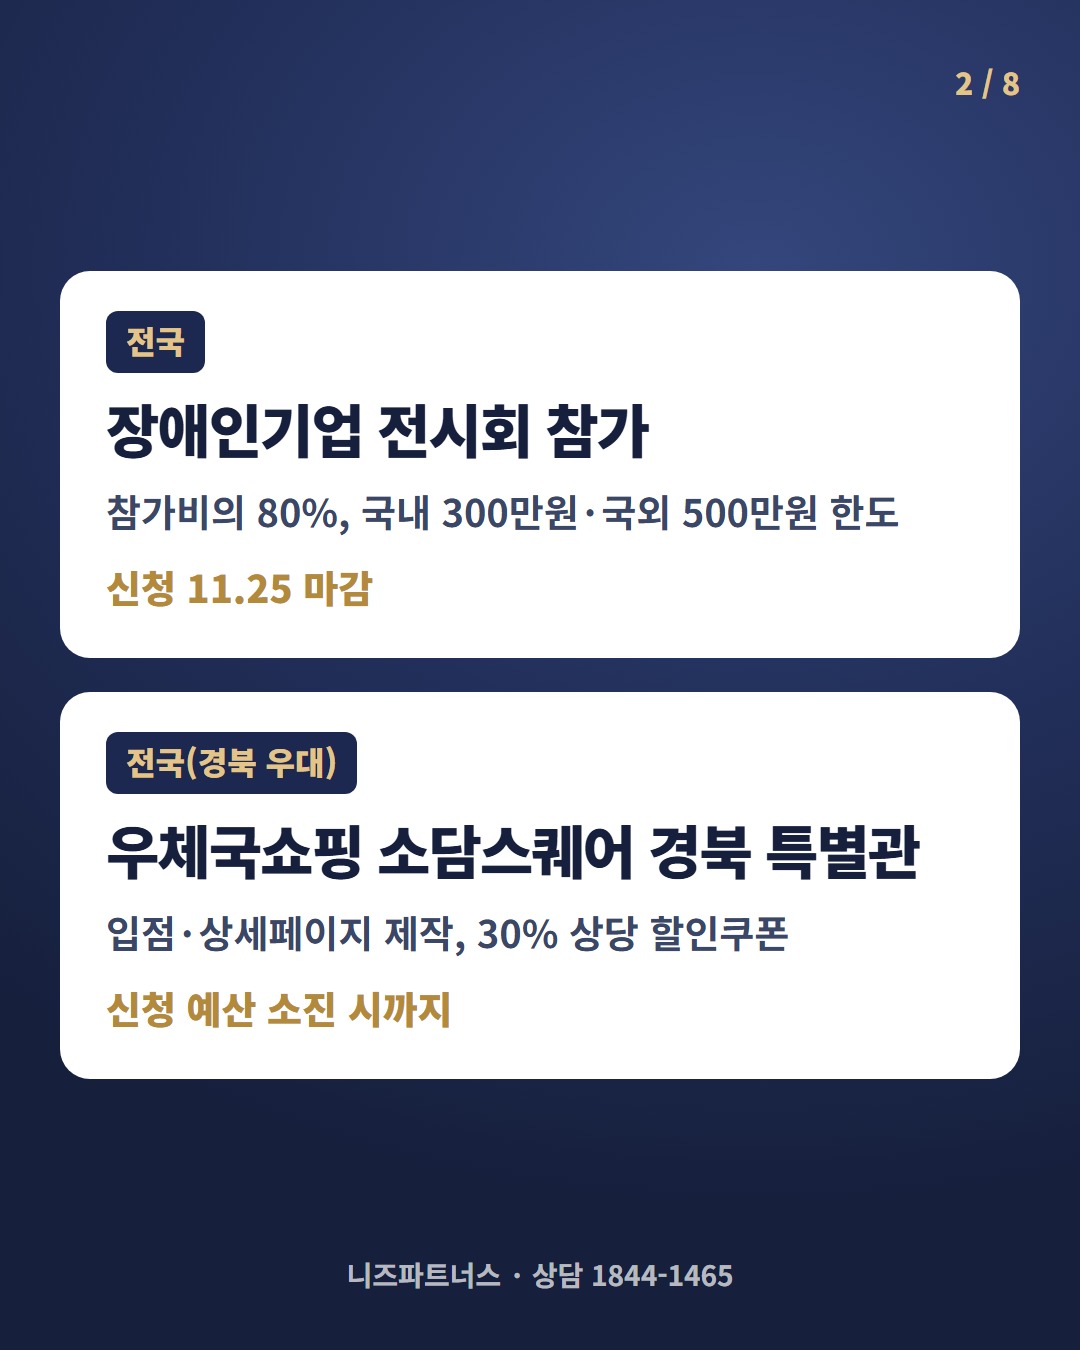 2 / 8
전국
장애인기업 전시회 참가
참가비의 80%, 국내 300만원·국외 500만원 한도
신청 11.25 마감
전국(경북 우대)
우체국쇼핑 소담스퀘어 경북 특별관
입점·상세페이지 제작, 30% 상당 할인쿠폰
신청 예산 소진 시까지
니즈파트너스 · 상담 1844-1465